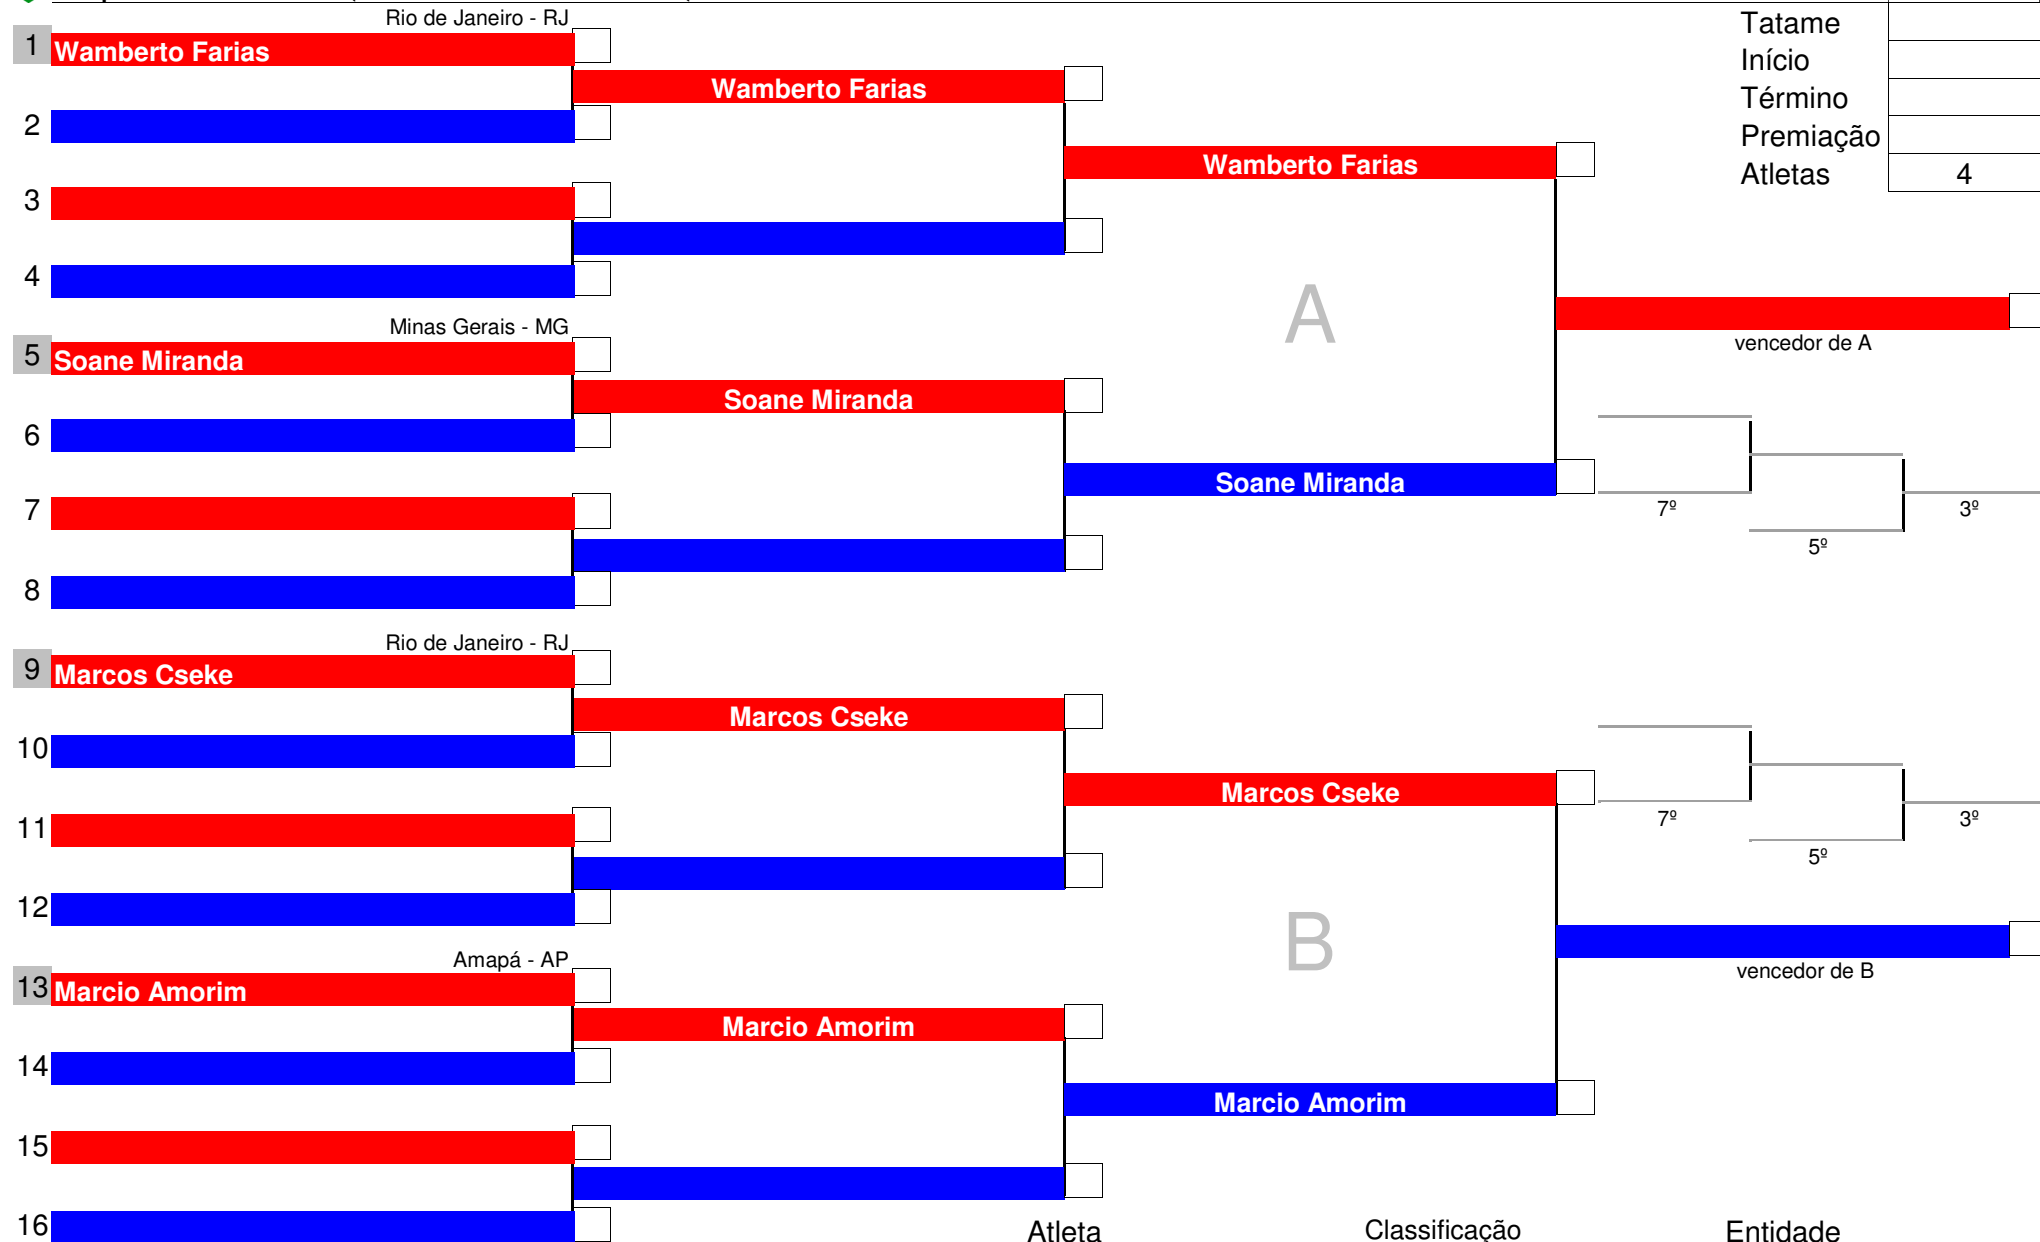 Rio de Janeiro - RJ
1 Wamberto Farias
Wamberto Farias
2
Wamberto Farias
3
4
Tatame
Início
Término
Premiação
Atletas 4
A
vencedor de A
Minas Gerais - MG
5 Soane Miranda
Soane Miranda
6
Soane Miranda
7
8
7º
3º
5º
Rio de Janeiro - RJ
9 Marcos Cseke
Marcos Cseke
10
Marcos Cseke
11
12
7º
3º
5º
B
vencedor de B
Amapá - AP
13 Marcio Amorim
Marcio Amorim
14
Marcio Amorim
15
16
Atleta Classificação Entidade